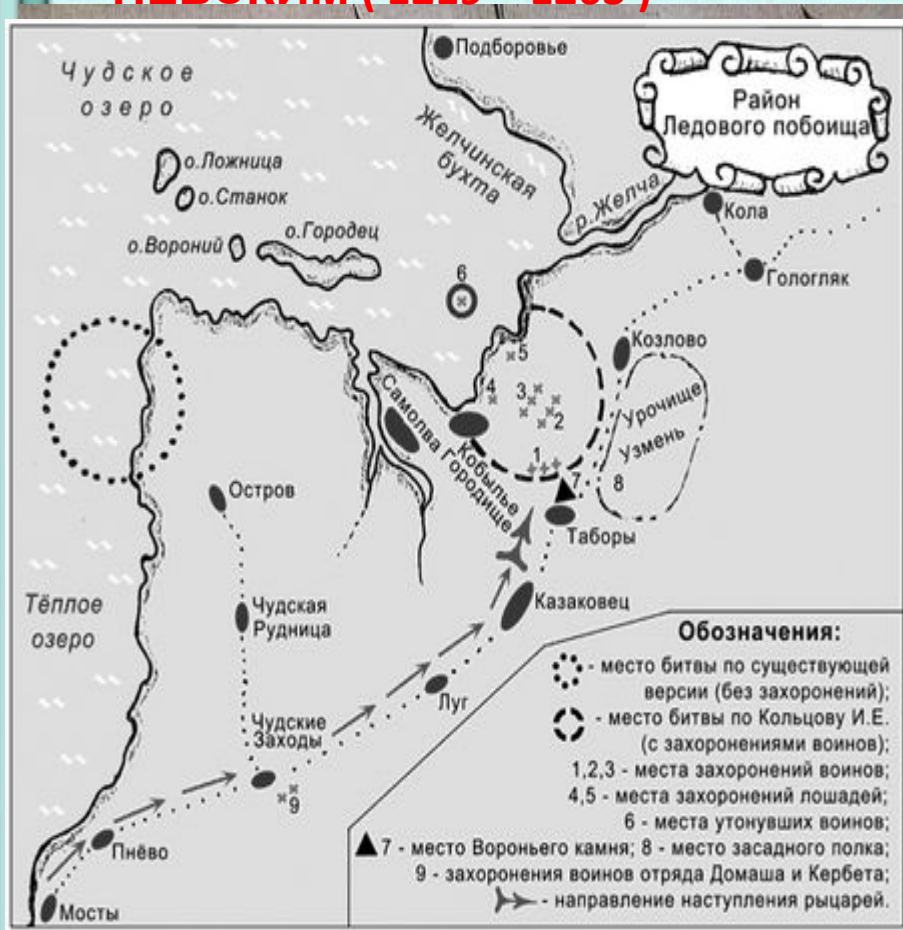 НЕВСКИМ ( 1219 – 1263 )
Подборовье
Чудское
озеро
Район
Ледового побоища
Желчинская
бухта
о.Ложница
о.Станок
р.Желча
Кола
о.Вороний
о.Городец
6
Гологляк
Козлово
5
4
3
2
Урочище
Узмень
Самолва
Кобылье
Городище
1
7
8
Остров
Таборы
Тёплое
озеро
Чудская
Рудница
Казаковец
Луг
Чудские
Заходы
9
Пнёво
Мосты
Обозначения:
- место битвы по существующей
версии (без захоронений);
- место битвы по Кольцову И.Е.
(с захоронениями воинов);
1,2,3 - места захоронений воинов;
4,5 - места захоронений лошадей;
6 - места утонувших воинов;
7 - место Вороньего камня; 8 - место засадного полка;
9 - захоронения воинов отряда Домаша и Кербета;
- направление наступления рыцарей.